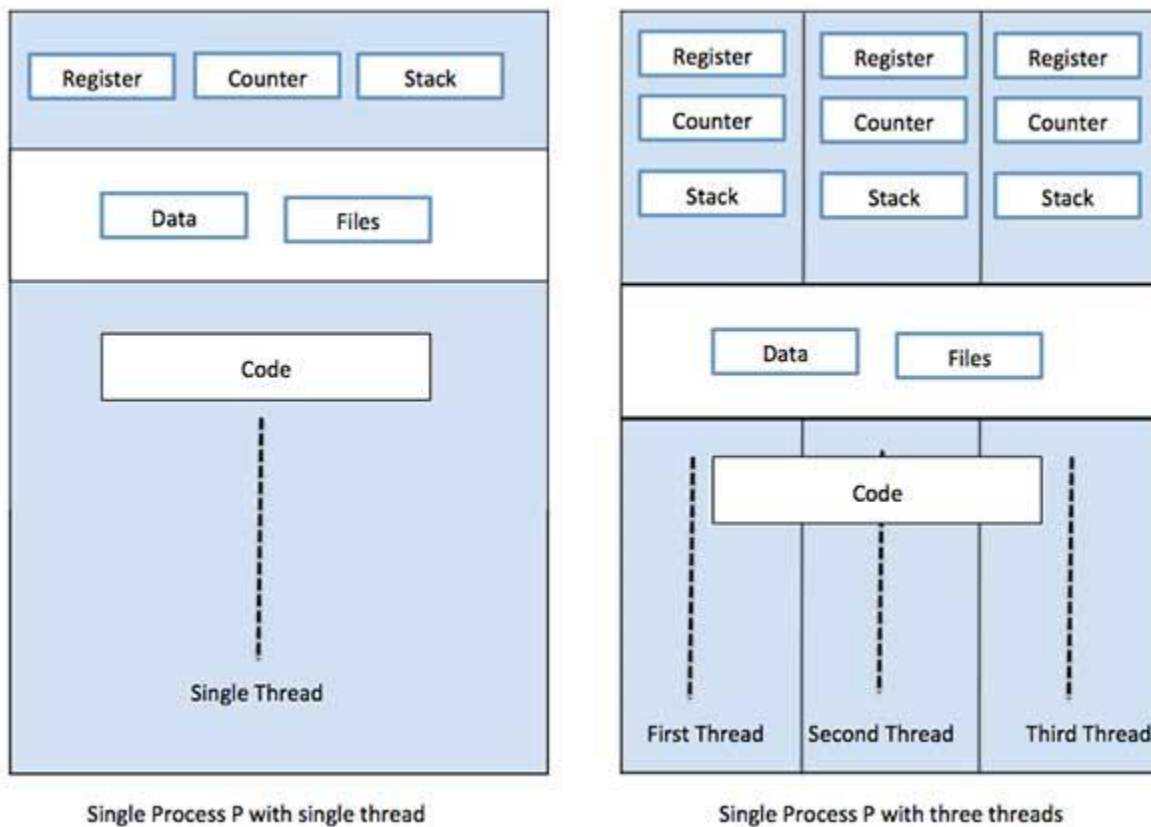 Register Counter Stack
Data Files
Code
Single Thread
Single Process P with single thread
Register Register Register
Counter Counter Counter
Stack Stack Stack
Data Files
Code
First Thread Second Thread Third Thread
Single Process P with three threads